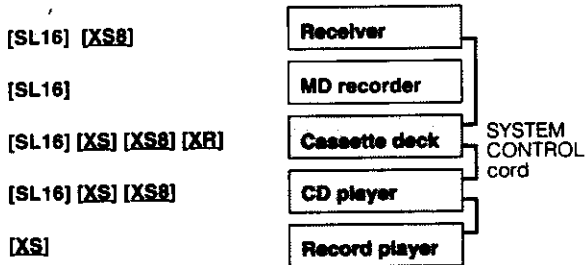 [SL16] [XS8] Receiver
[SL16] MD recorder
[SL16] [XS] [XS8] [XR] Cassette deck
SYSTEM
CONTROL
cord
[SL16] [XS] [XS8] CD player
[XS] Record player